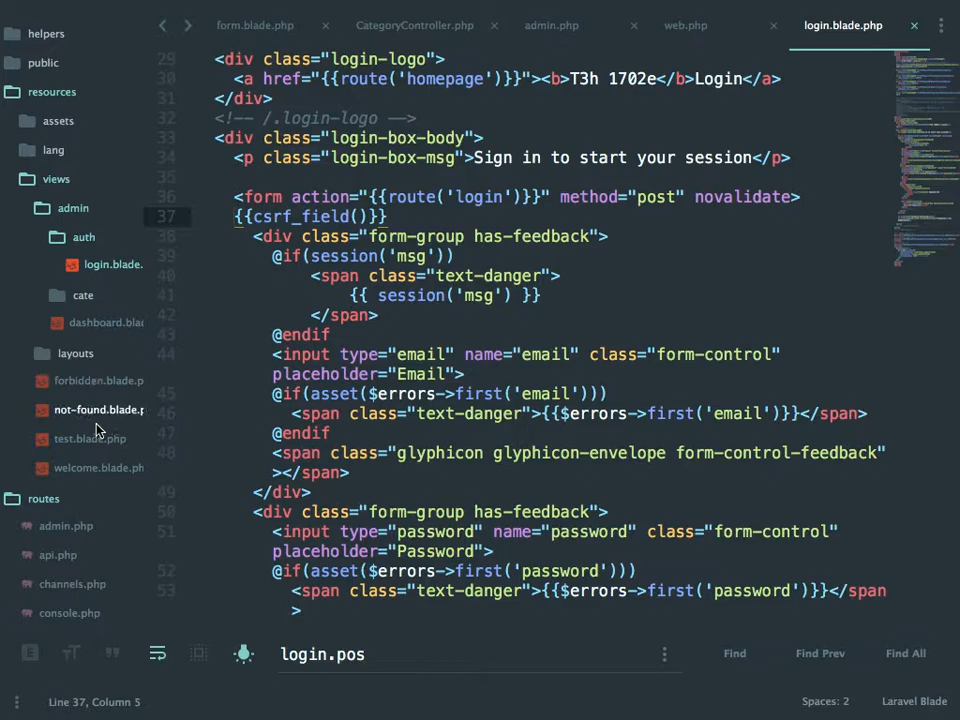 helpers
public
resources
assets
lang
views
admin
auth
login.blade.
cate
dashboard.blac
layouts
forbidden.blade.p
not-found.blade.p
test.blade.php
welcome.blade.ph
routes
admin.php
api.php
channels.php
console.php
form.blade.php
CategoryController.php
admin.php
web.php
login.blade.php
29 <div class="login-logo">
30 <a href="{{route('homepage')}}"><b>T3h 1702e</b>Login</a>
31 </div>
32 <!-- /.login-logo -->
33 <div class="login-box-body">
34 <p class="login-box-msg">Sign in to start your session</p>
35
36 <form action="{{route('login')}}" method="post" novalidate>
37 {{csrf_field()}}
38 <div class="form-group has-feedback">
39 @if(session('msg'))
40 <span class="text-danger">
41 {{ session('msg') }}
42 </span>
43 @endif
44 <input type="email" name="email" class="form-control"
placeholder="Email">
45 @if(asset($errors->first('email')))
46 <span class="text-danger">{{$errors->first('email')}}</span>
47 @endif
48 <span class="glyphicon glyphicon-envelope form-control-feedback"
></span>
49 </div>
50 <div class="form-group has-feedback">
51 <input type="password" name="password" class="form-control"
placeholder="Password">
52 @if(asset($errors->first('password')))
53 <span class="text-danger">{{$errors->first('password')}}</span
>
login.pos
Find
Find Prev
Find All
Line 37, Column 5
Spaces: 2
Laravel Blade